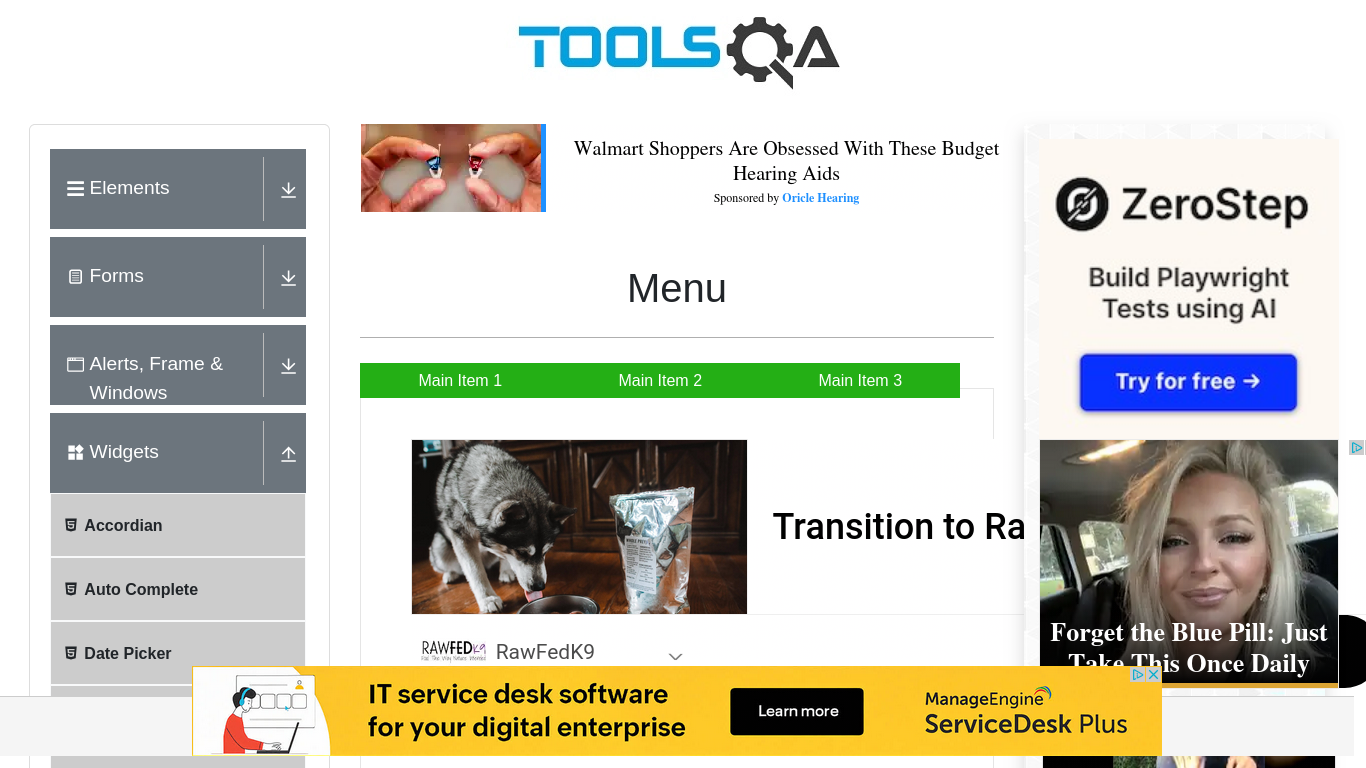 TOOLSQA
Elements
Forms
Alerts, Frame &
Windows
Widgets
Accordian
Auto Complete
Date Picker
Walmart Shoppers Are Obsessed With These Budget
Hearing Aids
Sponsored by Oricle Hearing
Menu
Main Item 1
Main Item 2
Main Item 3
Transition to Ra
RAWFEDK9
RawFedK9
ZeroStep
Build Playwright
Tests using AI
Try for free →
Forget the Blue Pill: Just
Take This Once Daily
IT service desk software
for your digital enterprise
Learn more
ManageEngine
ServiceDesk Plus